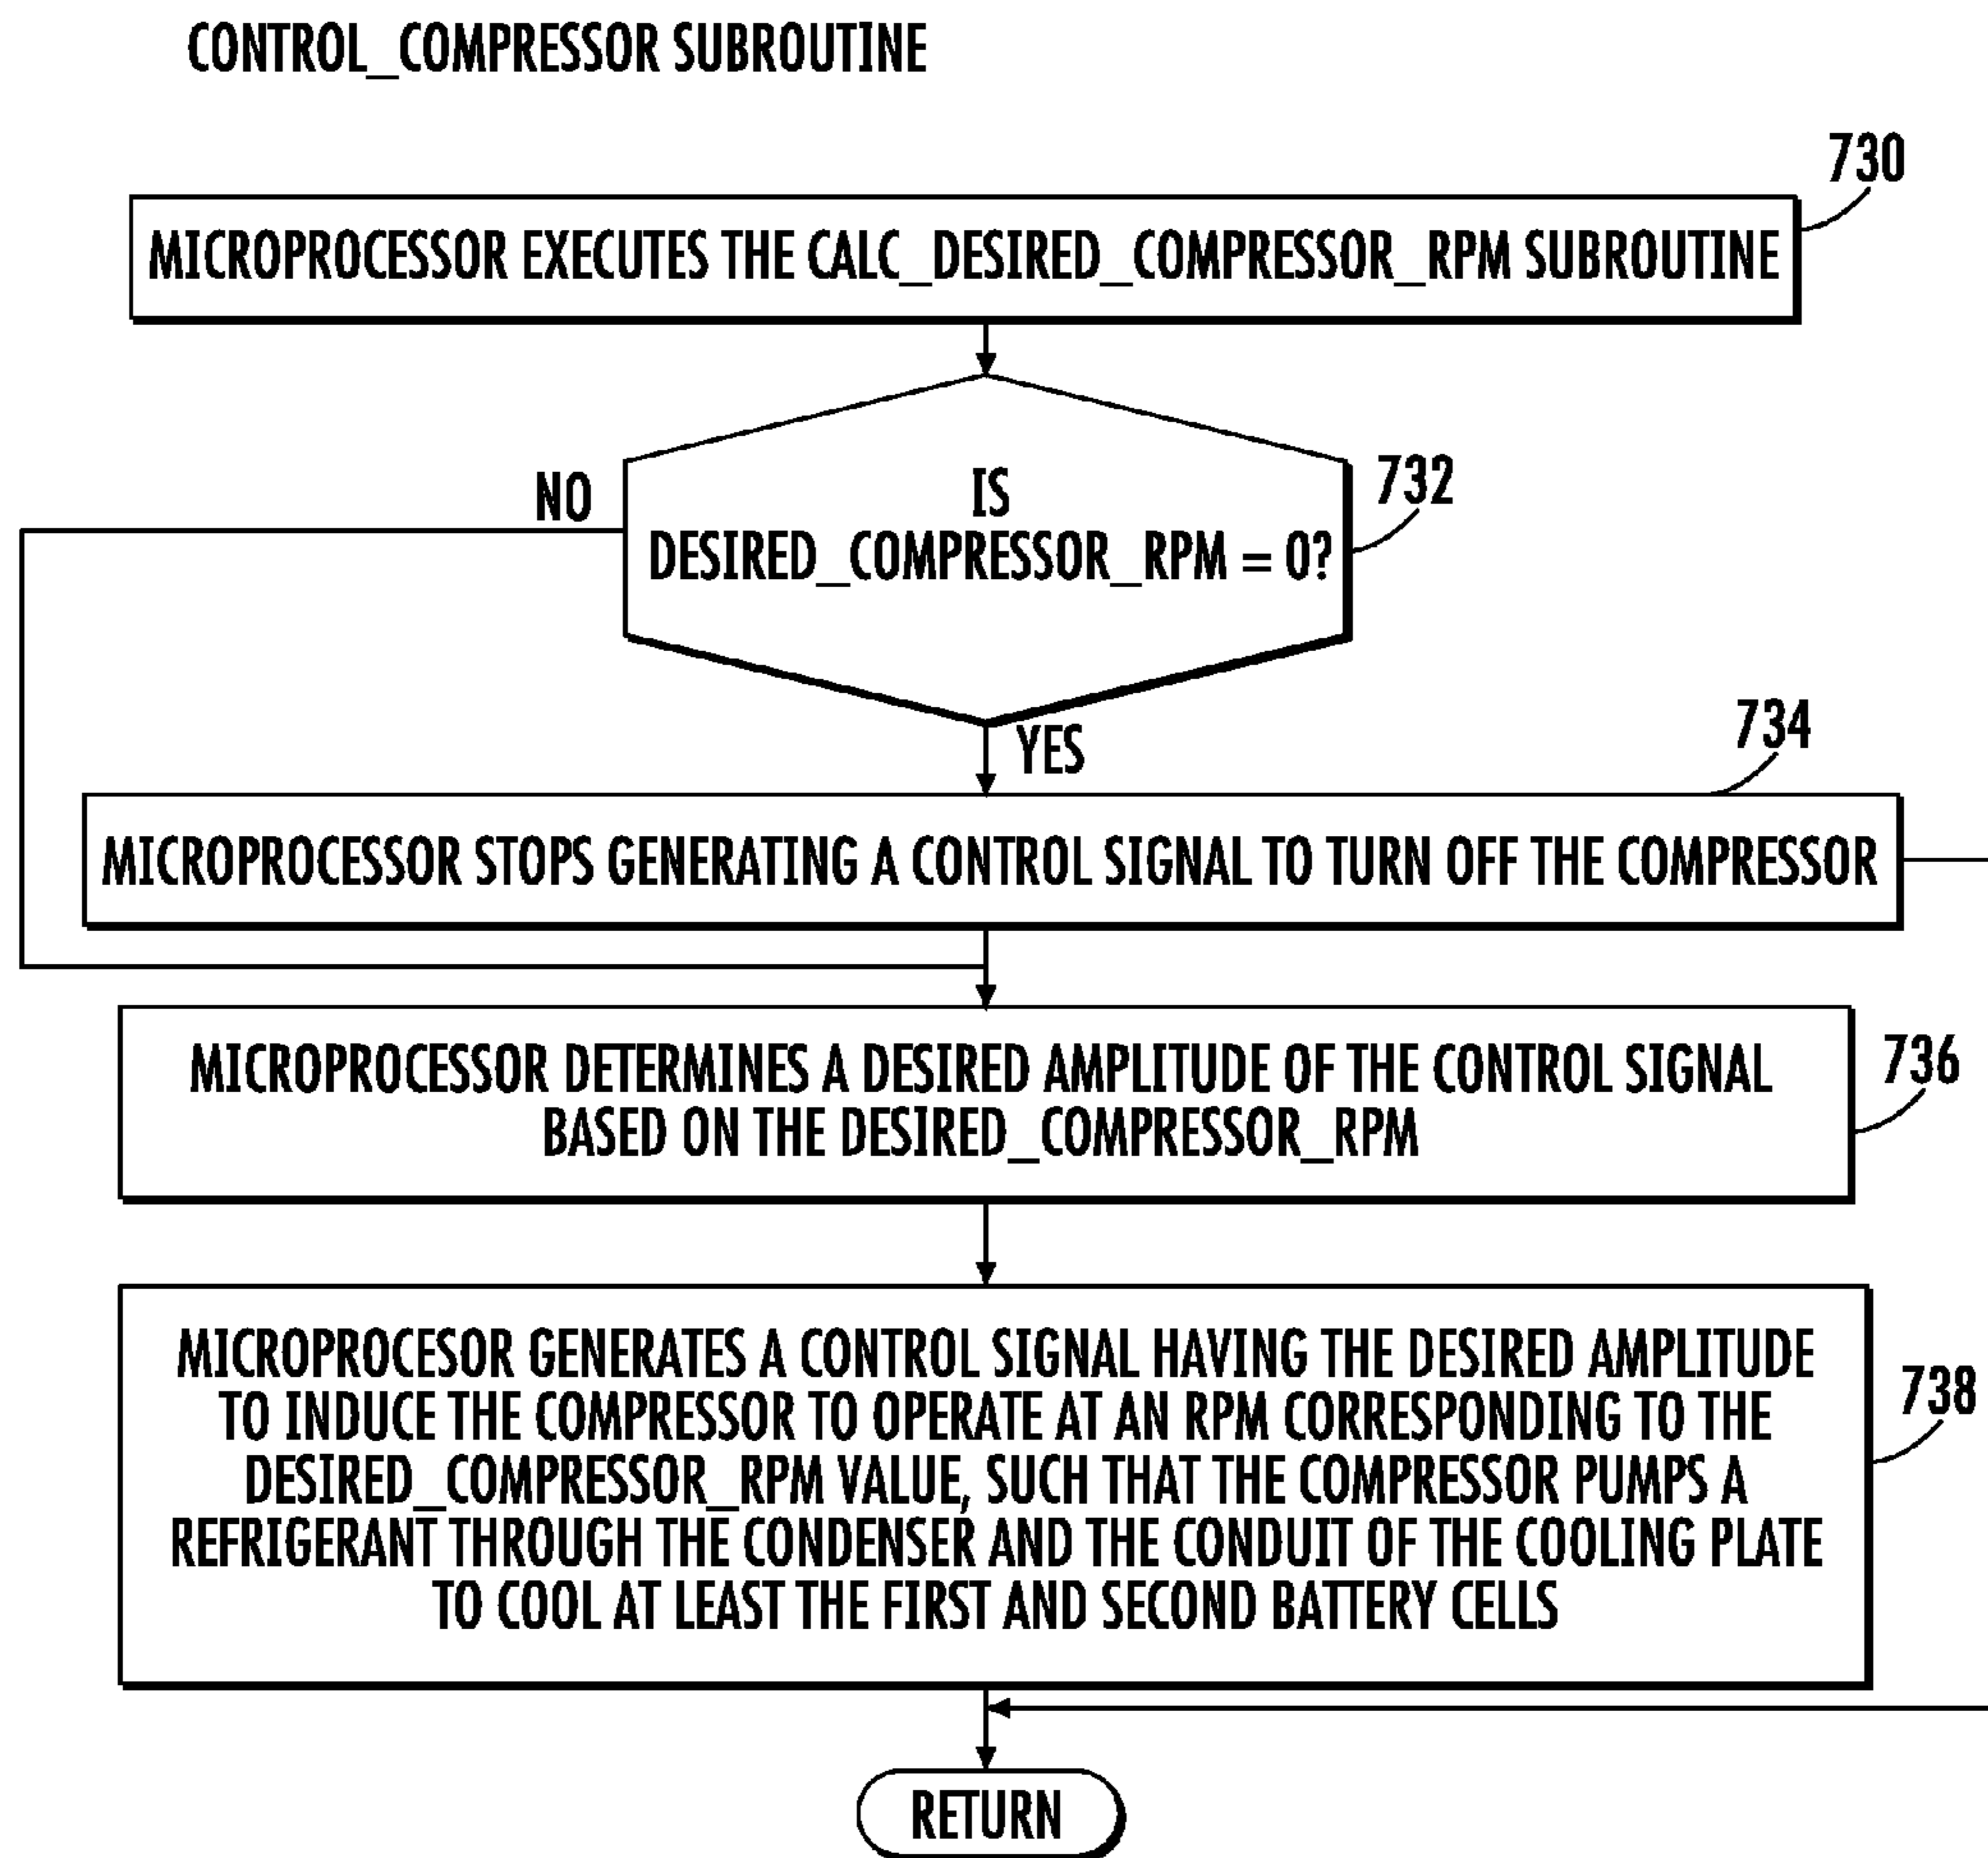 CONTROL_COMPRESSOR SUBROUTINE
730
MICROPROCESSOR EXECUTES THE CALC_DESIRED_COMPRESSOR_RPM SUBROUTINE
NO
IS
DESIRED_COMPRESSOR_RPM = 0?
732
YES
734
MICROPROCESSOR STOPS GENERATING A CONTROL SIGNAL TO TURN OFF THE COMPRESSOR
MICROPROCESSOR DETERMINES A DESIRED AMPLITUDE OF THE CONTROL SIGNAL
BASED ON THE DESIRED_COMPRESSOR_RPM
736
MICROPROCESOR GENERATES A CONTROL SIGNAL HAVING THE DESIRED AMPLITUDE
TO INDUCE THE COMPRESSOR TO OPERATE AT AN RPM CORRESPONDING TO THE
DESIRED_COMPRESSOR_RPM VALUE, SUCH THAT THE COMPRESSOR PUMPS A
REFRIGERANT THROUGH THE CONDENSER AND THE CONDUIT OF THE COOLING PLATE
TO COOL AT LEAST THE FIRST AND SECOND BATTERY CELLS
738
RETURN